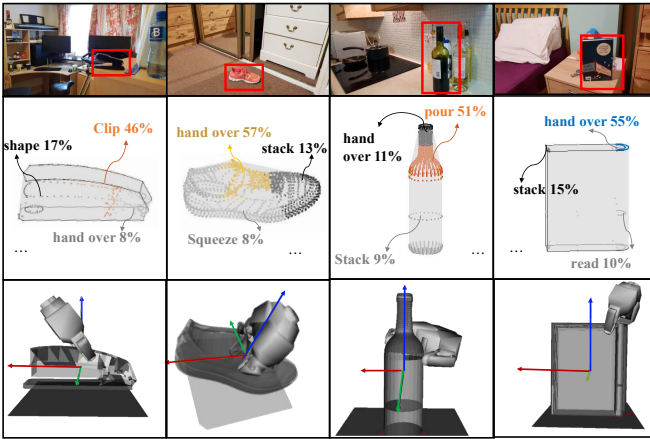 Clip 46%
shape 17%
hand over 8%
...
hand over 57%
stack 13%
Squeeze 8%
...
pour 51%
hand
over 11%
Stack 9%
...
hand over 55%
stack 15%
read 10%
...